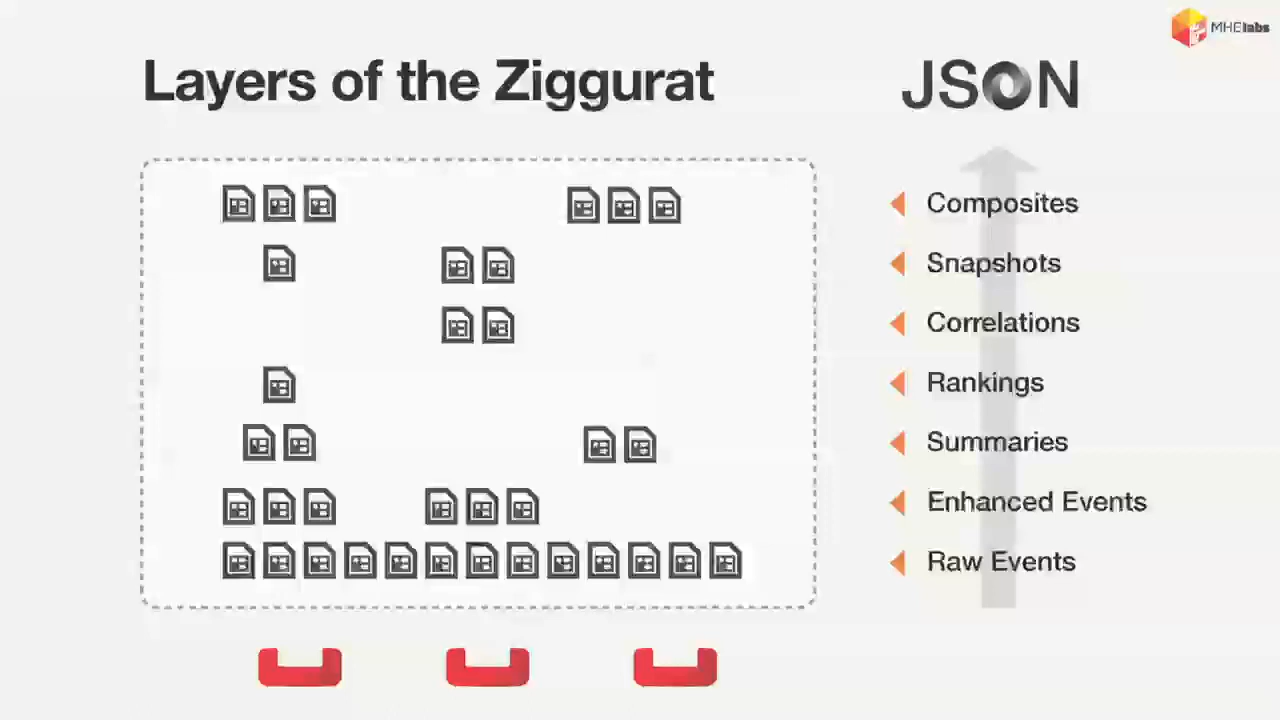 MHElabs
Layers of the Ziggurat
JSON
Composites
Snapshots
Correlations
Rankings
Summaries
Enhanced Events
Raw Events